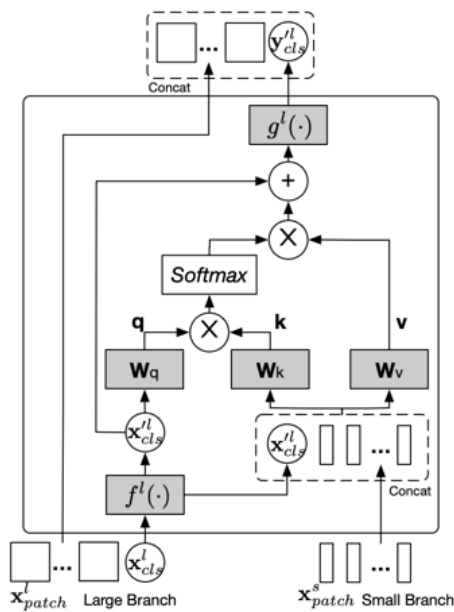 ... y'^l_cls
Concat
g^l(·)
+
×
Softmax
q × k v
W_q W_k W_v
x'^l_cls x'^l_cls ...
Concat
f^l(·)
... x^l_cls ...
x^l_patch Large Branch x^s_patch Small Branch